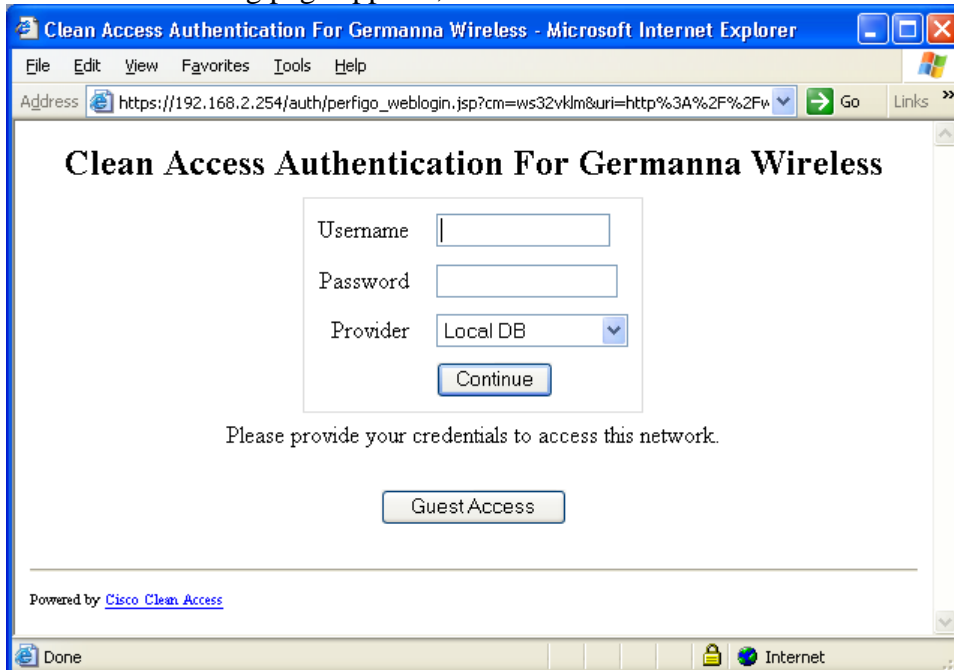 Clean Access Authentication For Germanna Wireless - Microsoft Internet Explorer
File Edit View Favorites Tools Help
Address https://192.168.2.254/auth/perfigo_weblogin.jsp?cm=ws32vklm&uri=http%3A%2F%2Fw Go Links »
Clean Access Authentication For Germanna Wireless
Username
Password
Provider Local DB
Continue
Please provide your credentials to access this network.
Guest Access
Powered by Cisco Clean Access
Done Internet